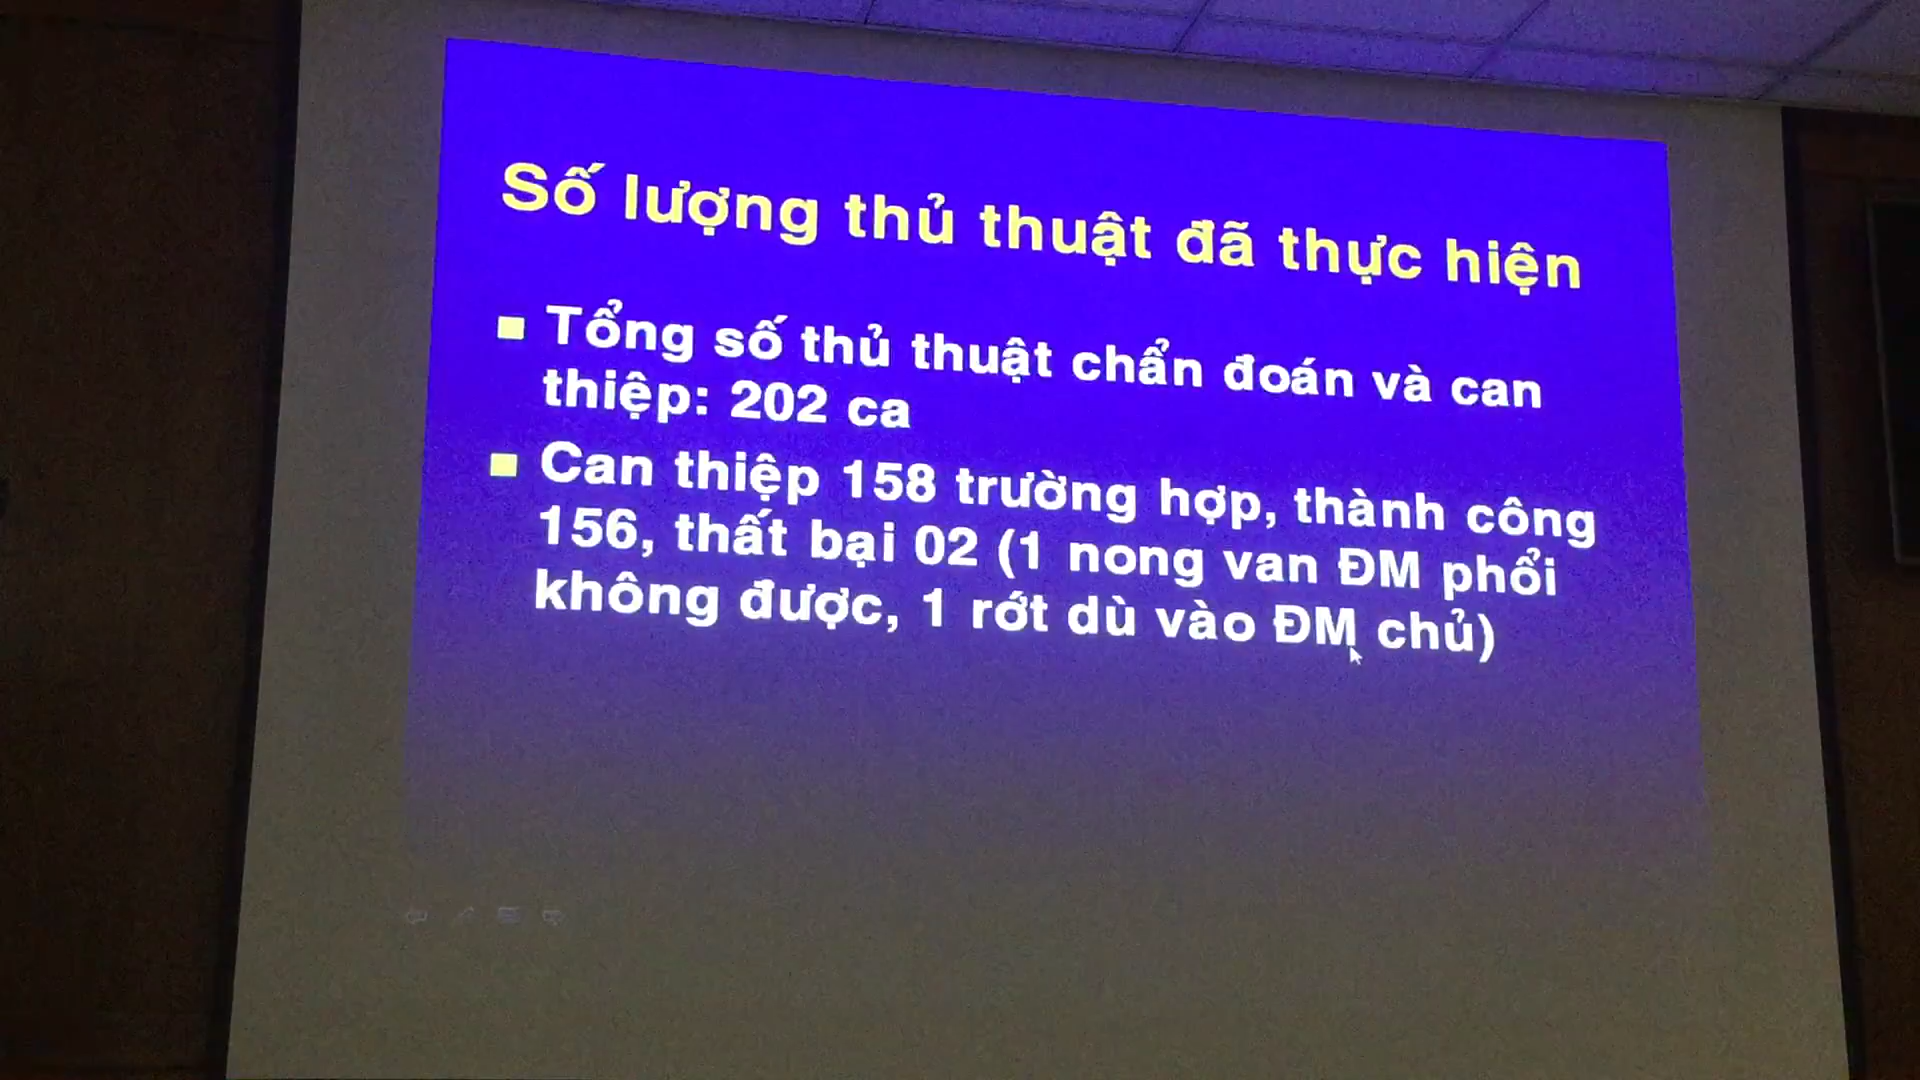 Số lượng thủ thuật đã thực hiện
Tổng số thủ thuật chẩn đoán và can
thiệp: 202 ca
Can thiệp 158 trường hợp, thành công
156, thất bại 02 (1 nong van ĐM phổi
không được, 1 rớt dù vào ĐM chủ)